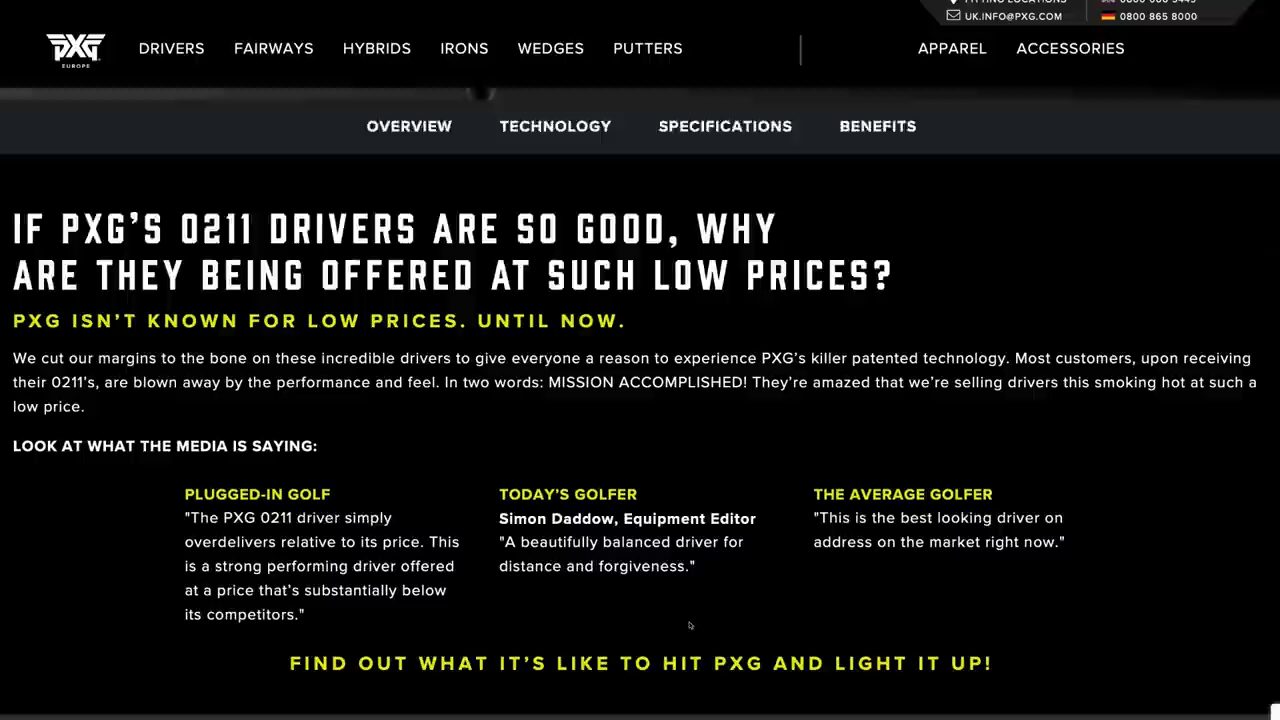 UK.INFO@PXG.COM
0800 865 8000
PXG
EUROPE
DRIVERS
FAIRWAYS
HYBRIDS
IRONS
WEDGES
PUTTERS
APPAREL
ACCESSORIES
OVERVIEW
TECHNOLOGY
SPECIFICATIONS
BENEFITS
IF PXG'S 0211 DRIVERS ARE SO GOOD, WHY
ARE THEY BEING OFFERED AT SUCH LOW PRICES?
PXG ISN'T KNOWN FOR LOW PRICES. UNTIL NOW.
We cut our margins to the bone on these incredible drivers to give everyone a reason to experience PXG's killer patented technology. Most customers, upon receiving
their 0211's, are blown away by the performance and feel. In two words: MISSION ACCOMPLISHED! They're amazed that we're selling drivers this smoking hot at such a
low price.
LOOK AT WHAT THE MEDIA IS SAYING:
PLUGGED-IN GOLF
"The PXG 0211 driver simply
overdelivers relative to its price. This
is a strong performing driver offered
at a price that's substantially below
its competitors."
TODAY'S GOLFER
Simon Daddow, Equipment Editor
"A beautifully balanced driver for
distance and forgiveness."
THE AVERAGE GOLFER
"This is the best looking driver on
address on the market right now."
FIND OUT WHAT IT'S LIKE TO HIT PXG AND LIGHT IT UP!